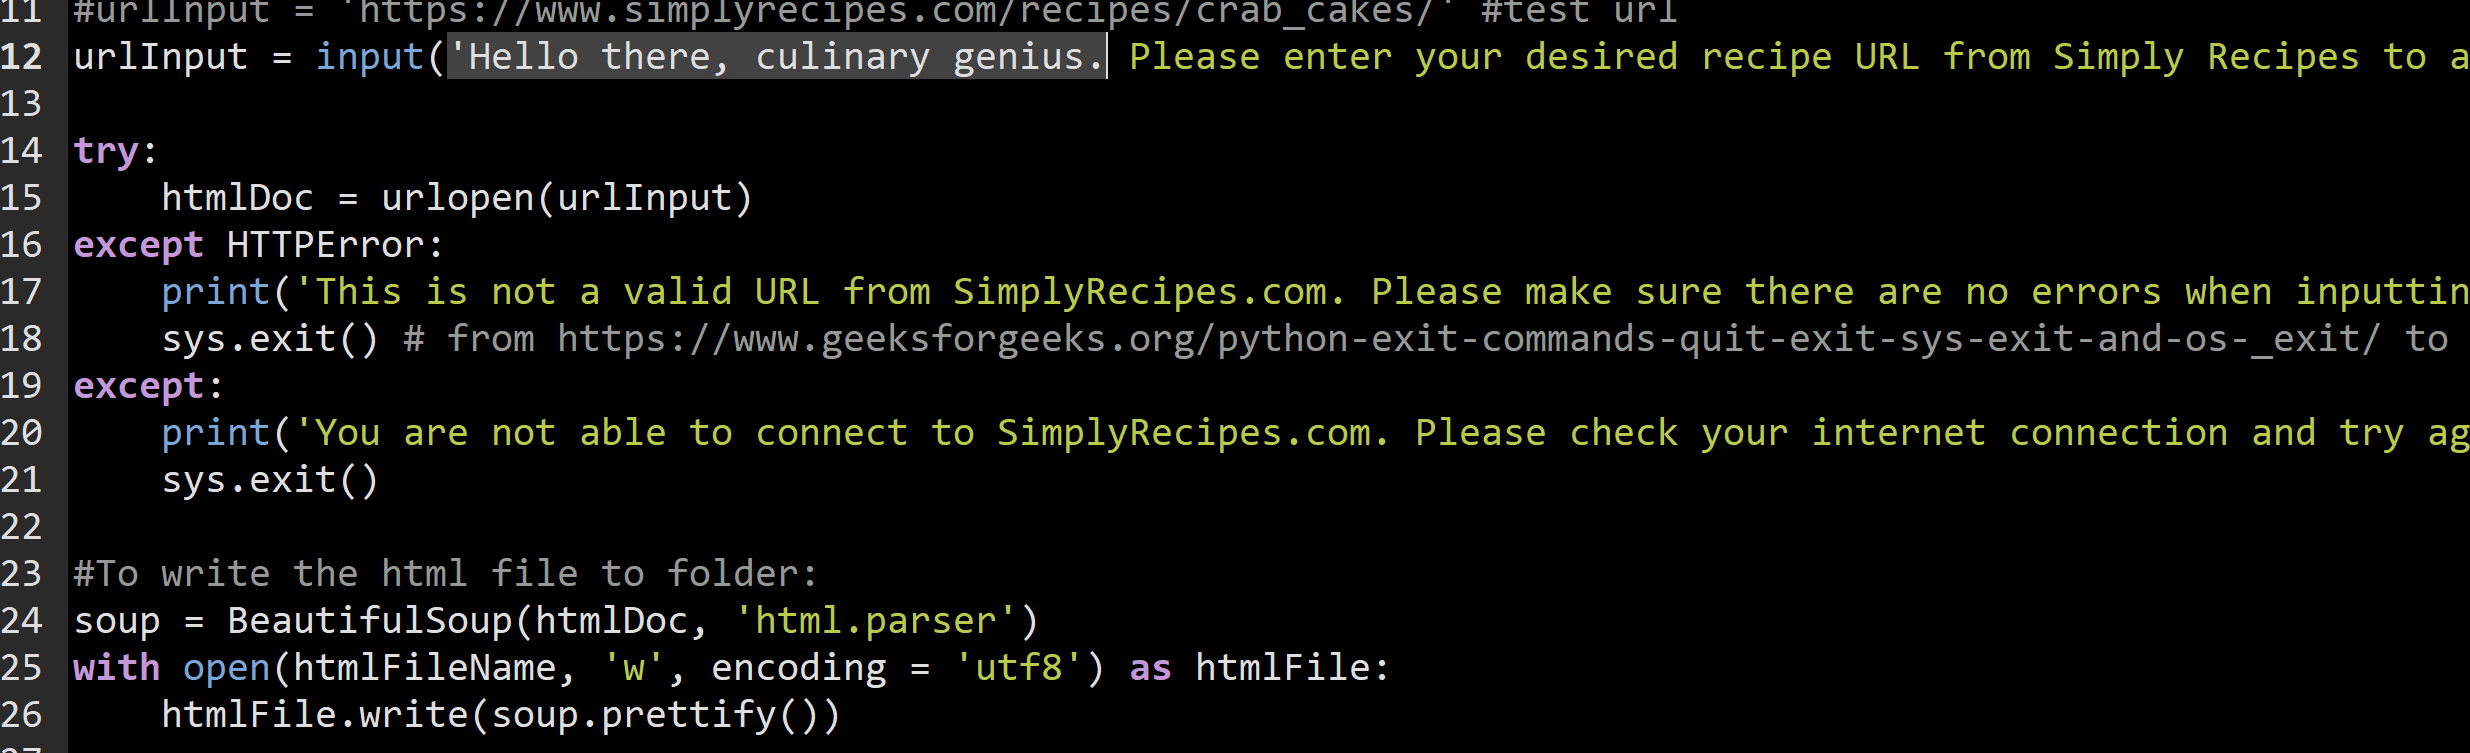 11 #urlInput = 'https://www.simplyrecipes.com/recipes/crab_cakes/' #test url
12 urlInput = input('Hello there, culinary genius. Please enter your desired recipe URL from Simply Recipes to a
13
14 try:
15     htmlDoc = urlopen(urlInput)
16 except HTTPError:
17     print('This is not a valid URL from SimplyRecipes.com. Please make sure there are no errors when inputtin
18     sys.exit() # from https://www.geeksforgeeks.org/python-exit-commands-quit-exit-sys-exit-and-os-_exit/ to
19 except:
20     print('You are not able to connect to SimplyRecipes.com. Please check your internet connection and try ag
21     sys.exit()
22
23 #To write the html file to folder:
24 soup = BeautifulSoup(htmlDoc, 'html.parser')
25 with open(htmlFileName, 'w', encoding = 'utf8') as htmlFile:
26     htmlFile.write(soup.prettify())
27